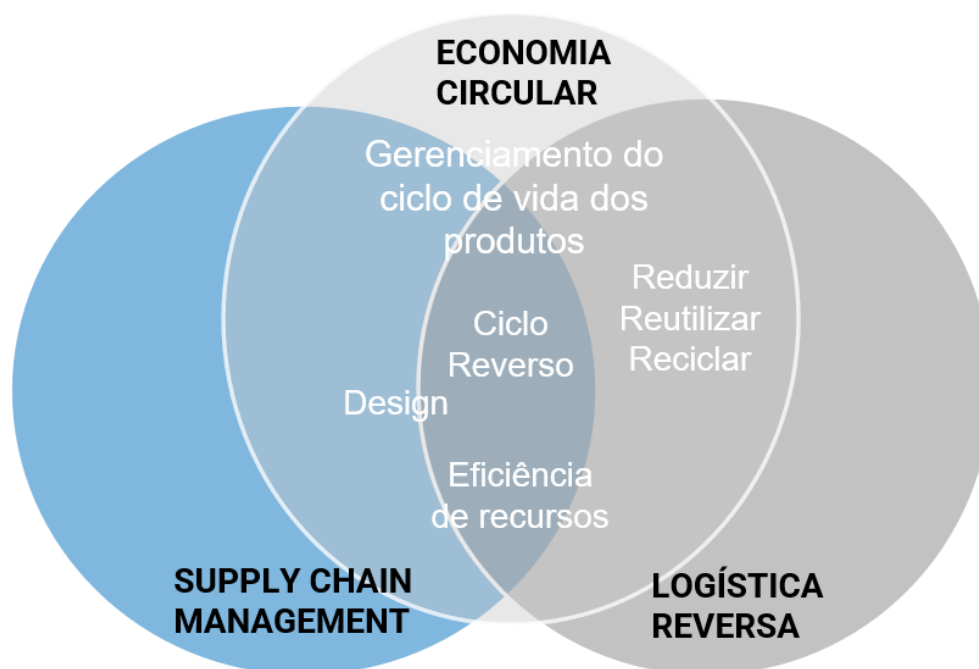 ECONOMIA
CIRCULAR
Gerenciamento do
ciclo de vida dos
produtos
Reduzir
Reutilizar
Reciclar
Ciclo
Reverso
Design
Eficiência
de recursos
SUPPLY CHAIN
MANAGEMENT
LOGÍSTICA
REVERSA